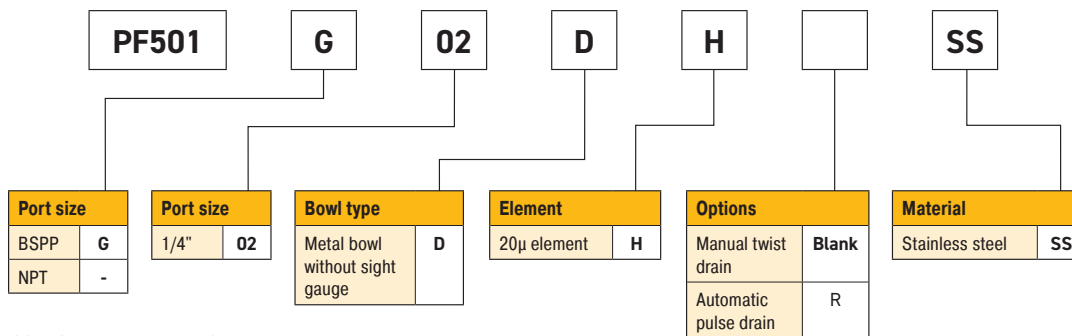 PF501 G 02 D H SS
Port size
BSPP G
NPT -
Port size
1/4" 02
Bowl type
Metal bowl D
without sight
gauge
Element
20µ element H
Options
Manual twist Blank
drain
Automatic R
pulse drain
Material
Stainless steel SS